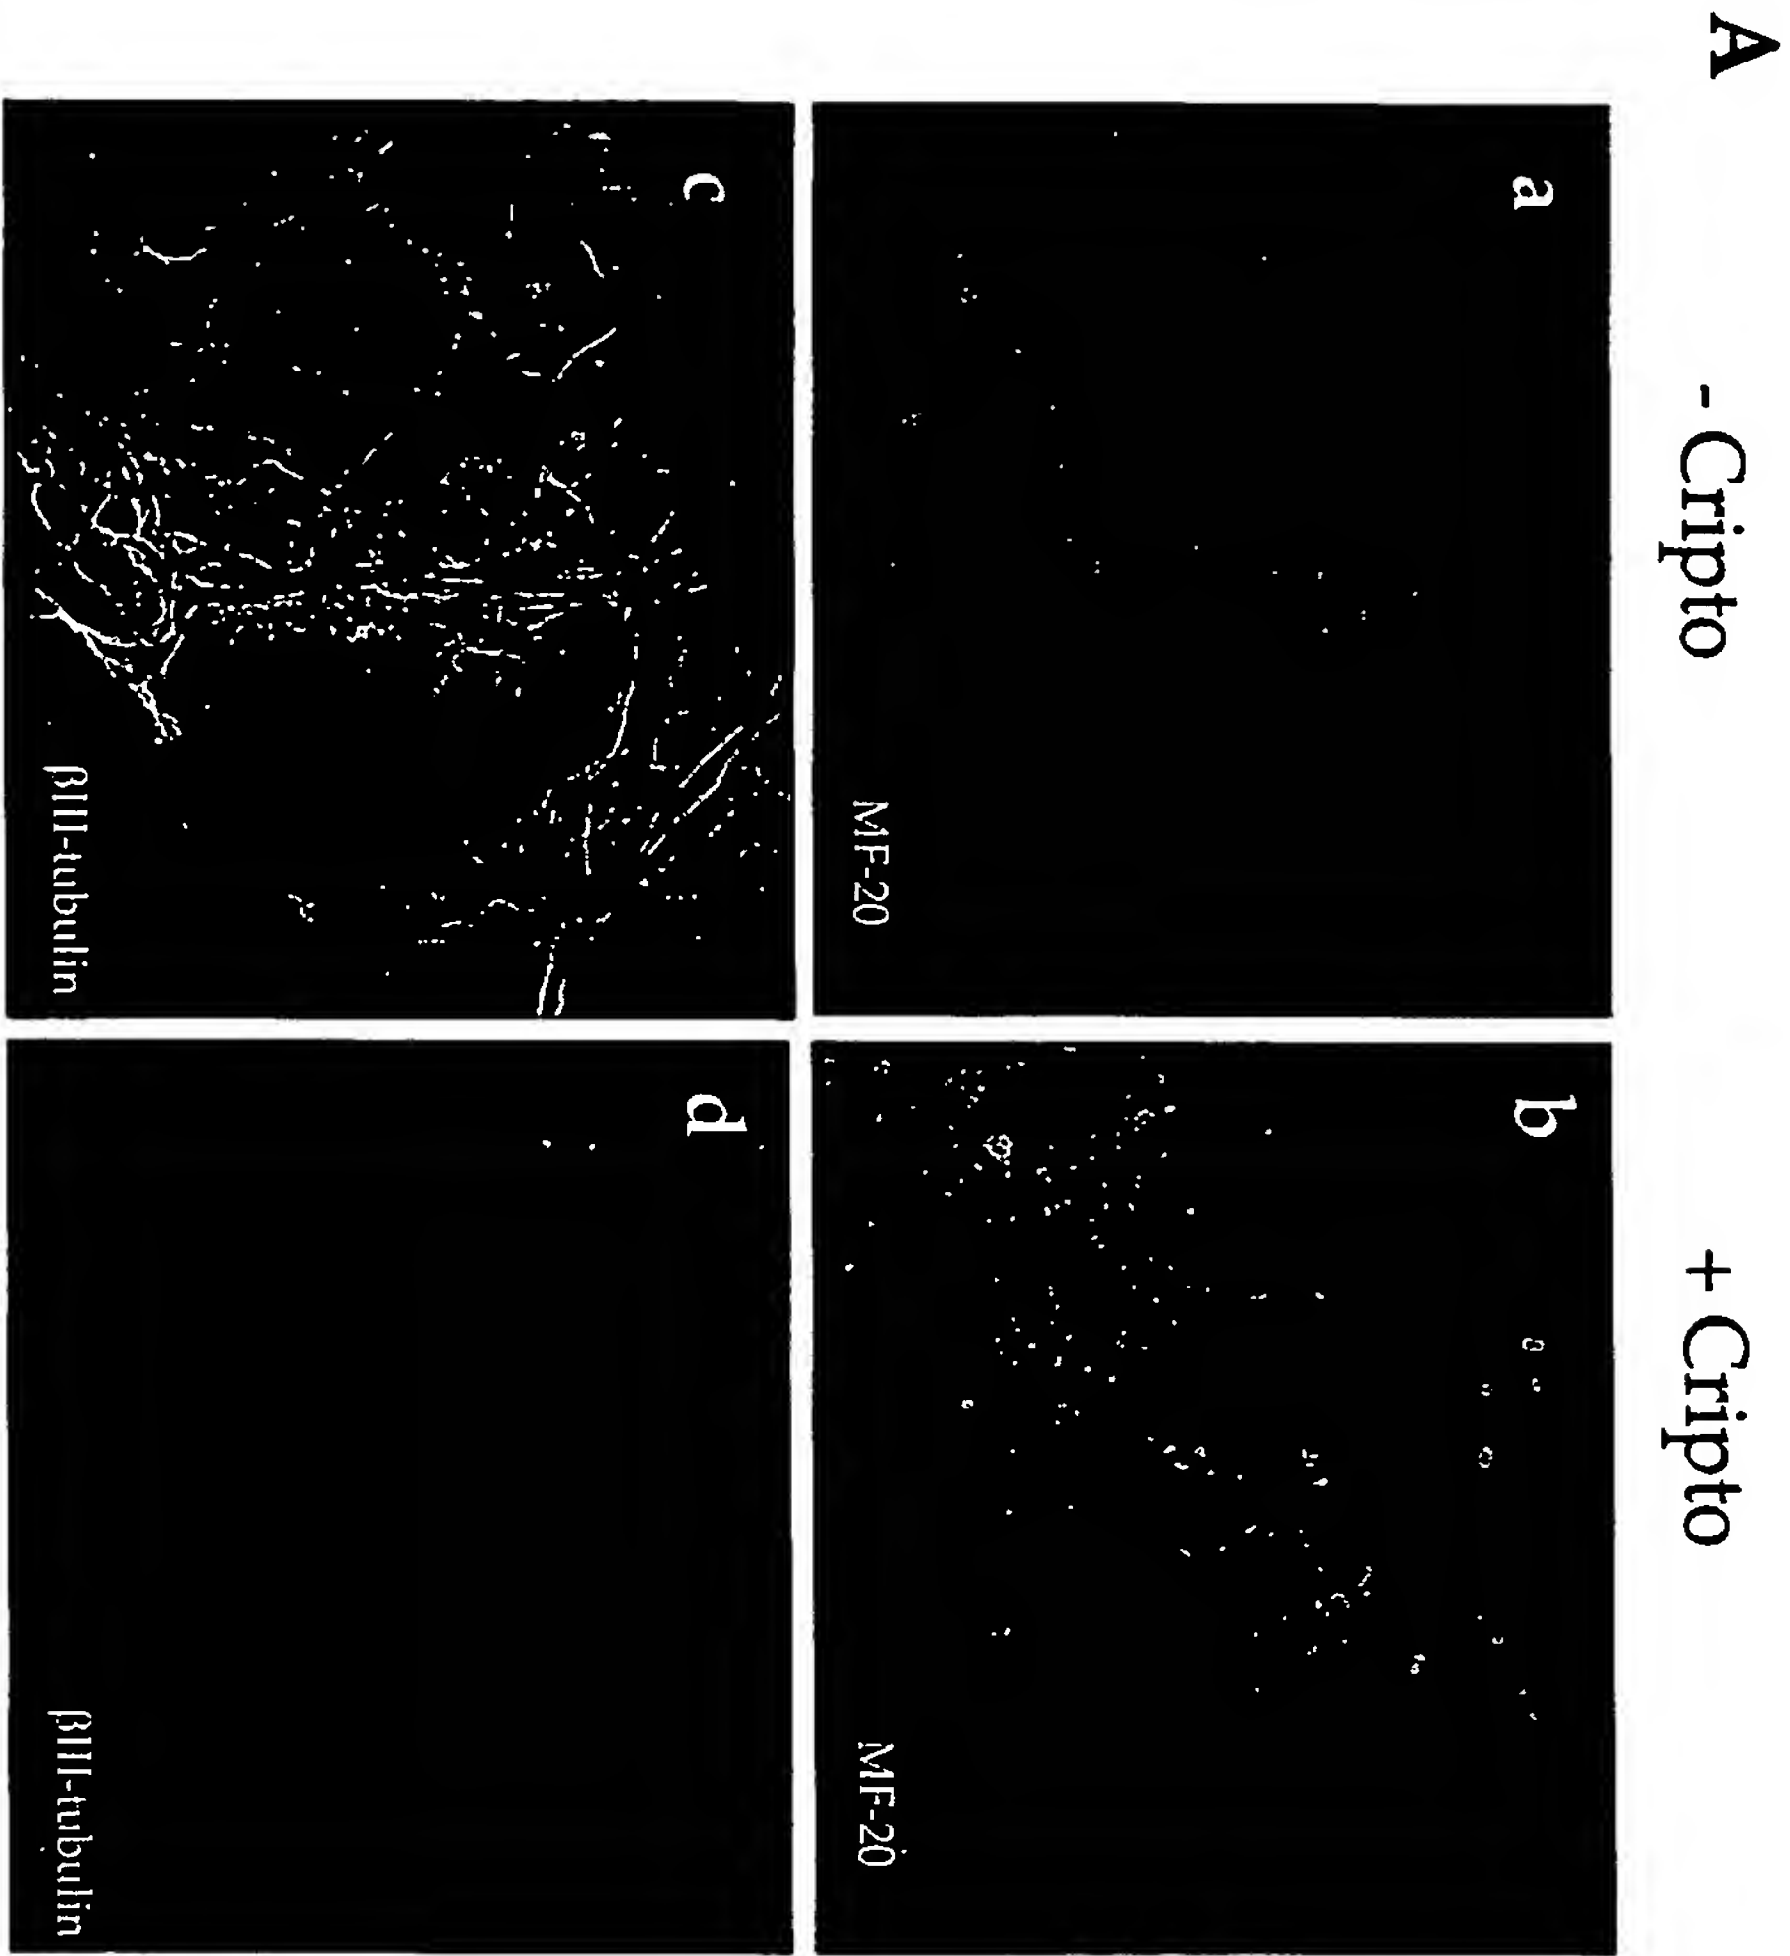 A
- Cripto
+ Cripto
a
MF-20
b
MF-20
c
βIII-tubulin
d
βIII-tubulin